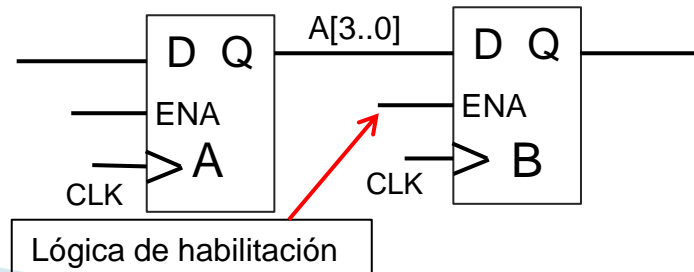 A[3..0]
D Q
D Q
ENA
ENA
A
B
CLK
CLK
Lógica de habilitación